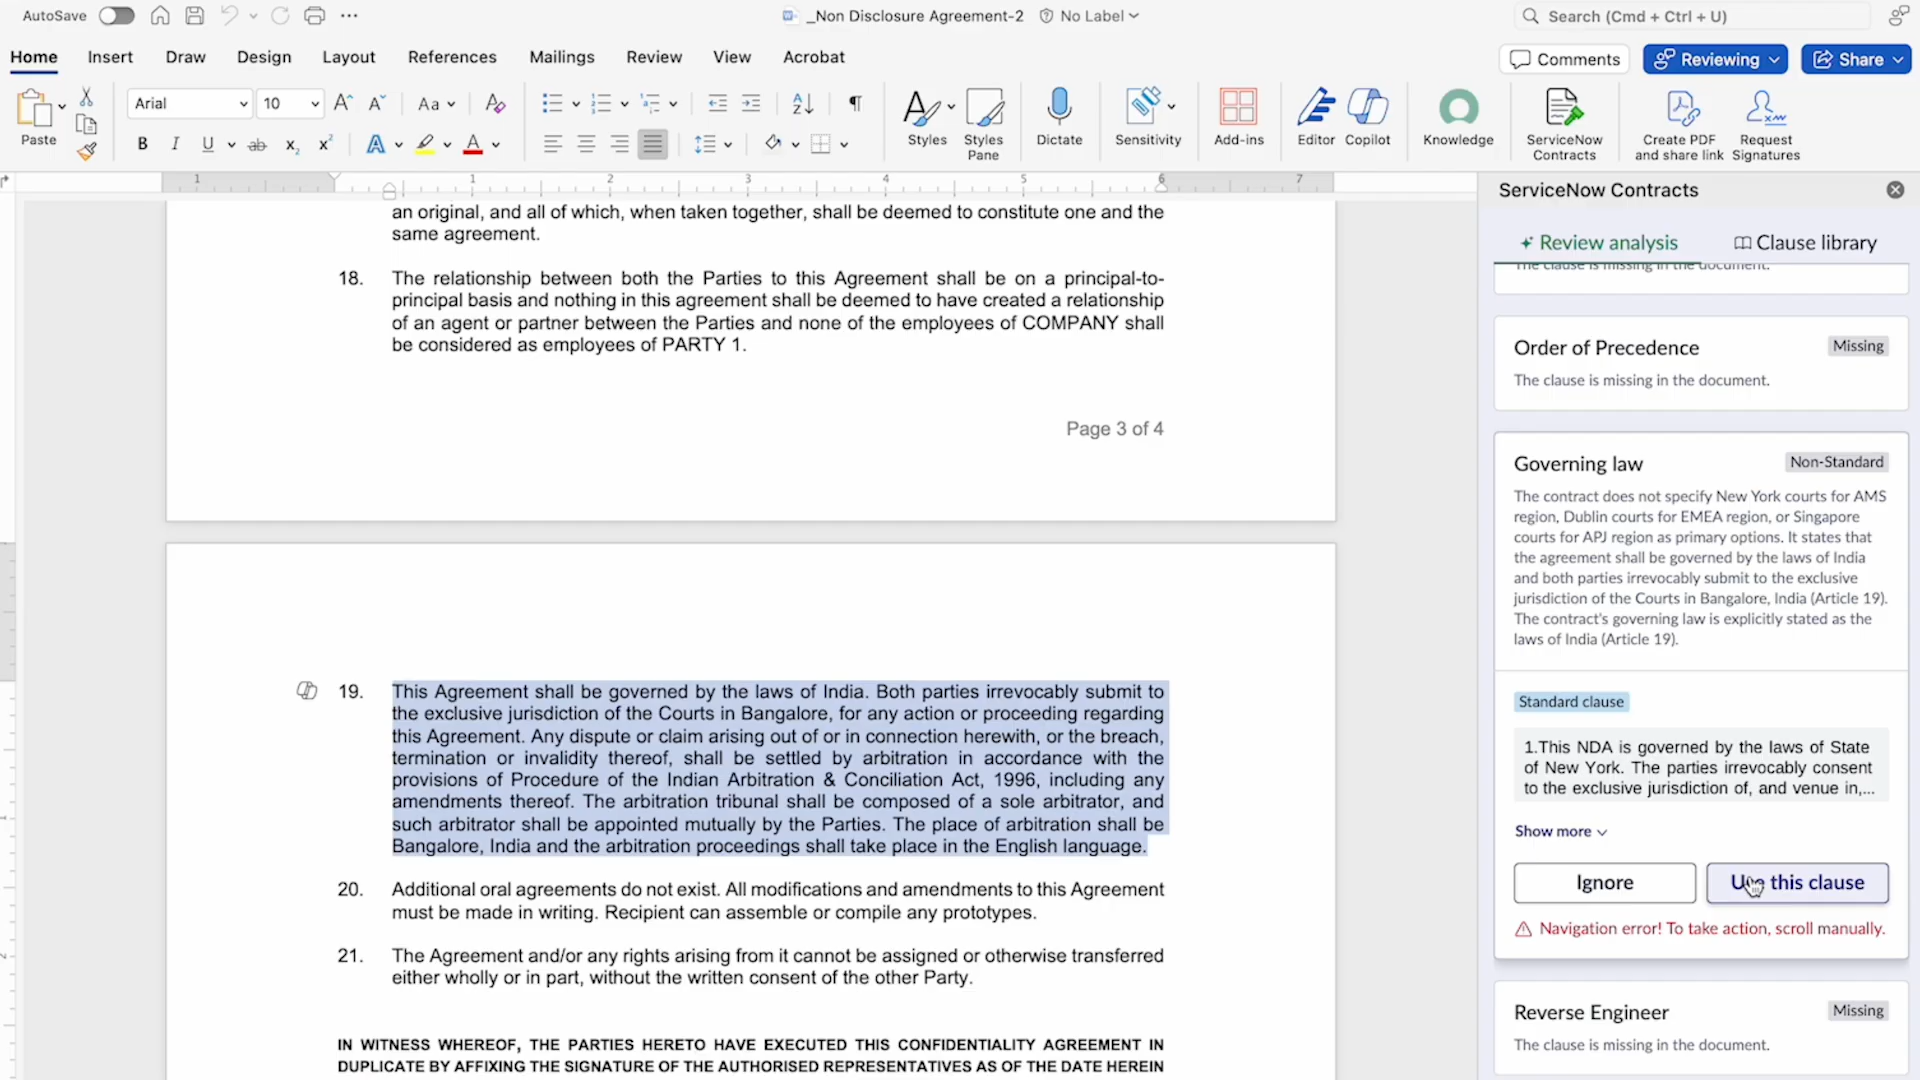 AutoSave
_Non Disclosure Agreement-2
No Label
Search (Cmd + Ctrl + U)
Home
Insert
Draw
Design
Layout
References
Mailings
Review
View
Acrobat
Comments
Reviewing
Share
Paste
Arial
10
Aa
B
I
U
ab
Styles
Styles
Pane
Dictate
Sensitivity
Add-ins
Editor
Copilot
Knowledge
ServiceNow
Contracts
Create PDF
and share link
Request
Signatures
1
1
2
3
4
5
6
7
an original, and all of which, when taken together, shall be deemed to constitute one and the
same agreement.
18. The relationship between both the Parties to this Agreement shall be on a principal-to-
principal basis and nothing in this agreement shall be deemed to have created a relationship
of an agent or partner between the Parties and none of the employees of COMPANY shall
be considered as employees of PARTY 1.
Page 3 of 4
19. This Agreement shall be governed by the laws of India. Both parties irrevocably submit to
the exclusive jurisdiction of the Courts in Bangalore, for any action or proceeding regarding
this Agreement. Any dispute or claim arising out of or in connection herewith, or the breach,
termination or invalidity thereof, shall be settled by arbitration in accordance with the
provisions of Procedure of the Indian Arbitration & Conciliation Act, 1996, including any
amendments thereof. The arbitration tribunal shall be composed of a sole arbitrator, and
such arbitrator shall be appointed mutually by the Parties. The place of arbitration shall be
Bangalore, India and the arbitration proceedings shall take place in the English language.
20. Additional oral agreements do not exist. All modifications and amendments to this Agreement
must be made in writing. Recipient can assemble or compile any prototypes.
21. The Agreement and/or any rights arising from it cannot be assigned or otherwise transferred
either wholly or in part, without the written consent of the other Party.
IN WITNESS WHEREOF, THE PARTIES HERETO HAVE EXECUTED THIS CONFIDENTIALITY AGREEMENT IN
DUPLICATE BY AFFIXING THE SIGNATURE OF THE AUTHORISED REPRESENTATIVES AS OF THE DATE HEREIN
ServiceNow Contracts
Review analysis
Clause library
The clause is missing in the document.
Order of Precedence
Missing
The clause is missing in the document.
Governing law
Non-Standard
The contract does not specify New York courts for AMS
region, Dublin courts for EMEA region, or Singapore
courts for APJ region as primary options. It states that
the agreement shall be governed by the laws of India
and both parties irrevocably submit to the exclusive
jurisdiction of the Courts in Bangalore, India (Article 19).
The contract's governing law is explicitly stated as the
laws of India (Article 19).
Standard clause
1.This NDA is governed by the laws of State
of New York. The parties irrevocably consent
to the exclusive jurisdiction of, and venue in,...
Show more
Ignore
Use this clause
Navigation error! To take action, scroll manually.
Reverse Engineer
Missing
The clause is missing in the document.